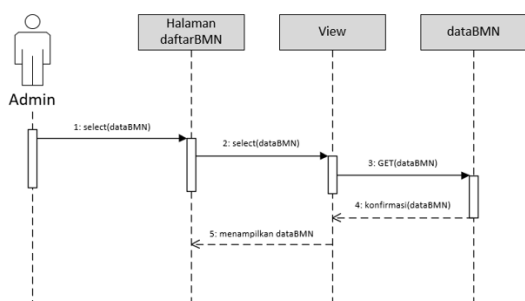 Halaman
daftarBMN
View
dataBMN
Admin
1: select(dataBMN)
2: select(dataBMN)
3: GET(dataBMN)
4: konfirmasi(dataBMN)
5: menampilkan dataBMN